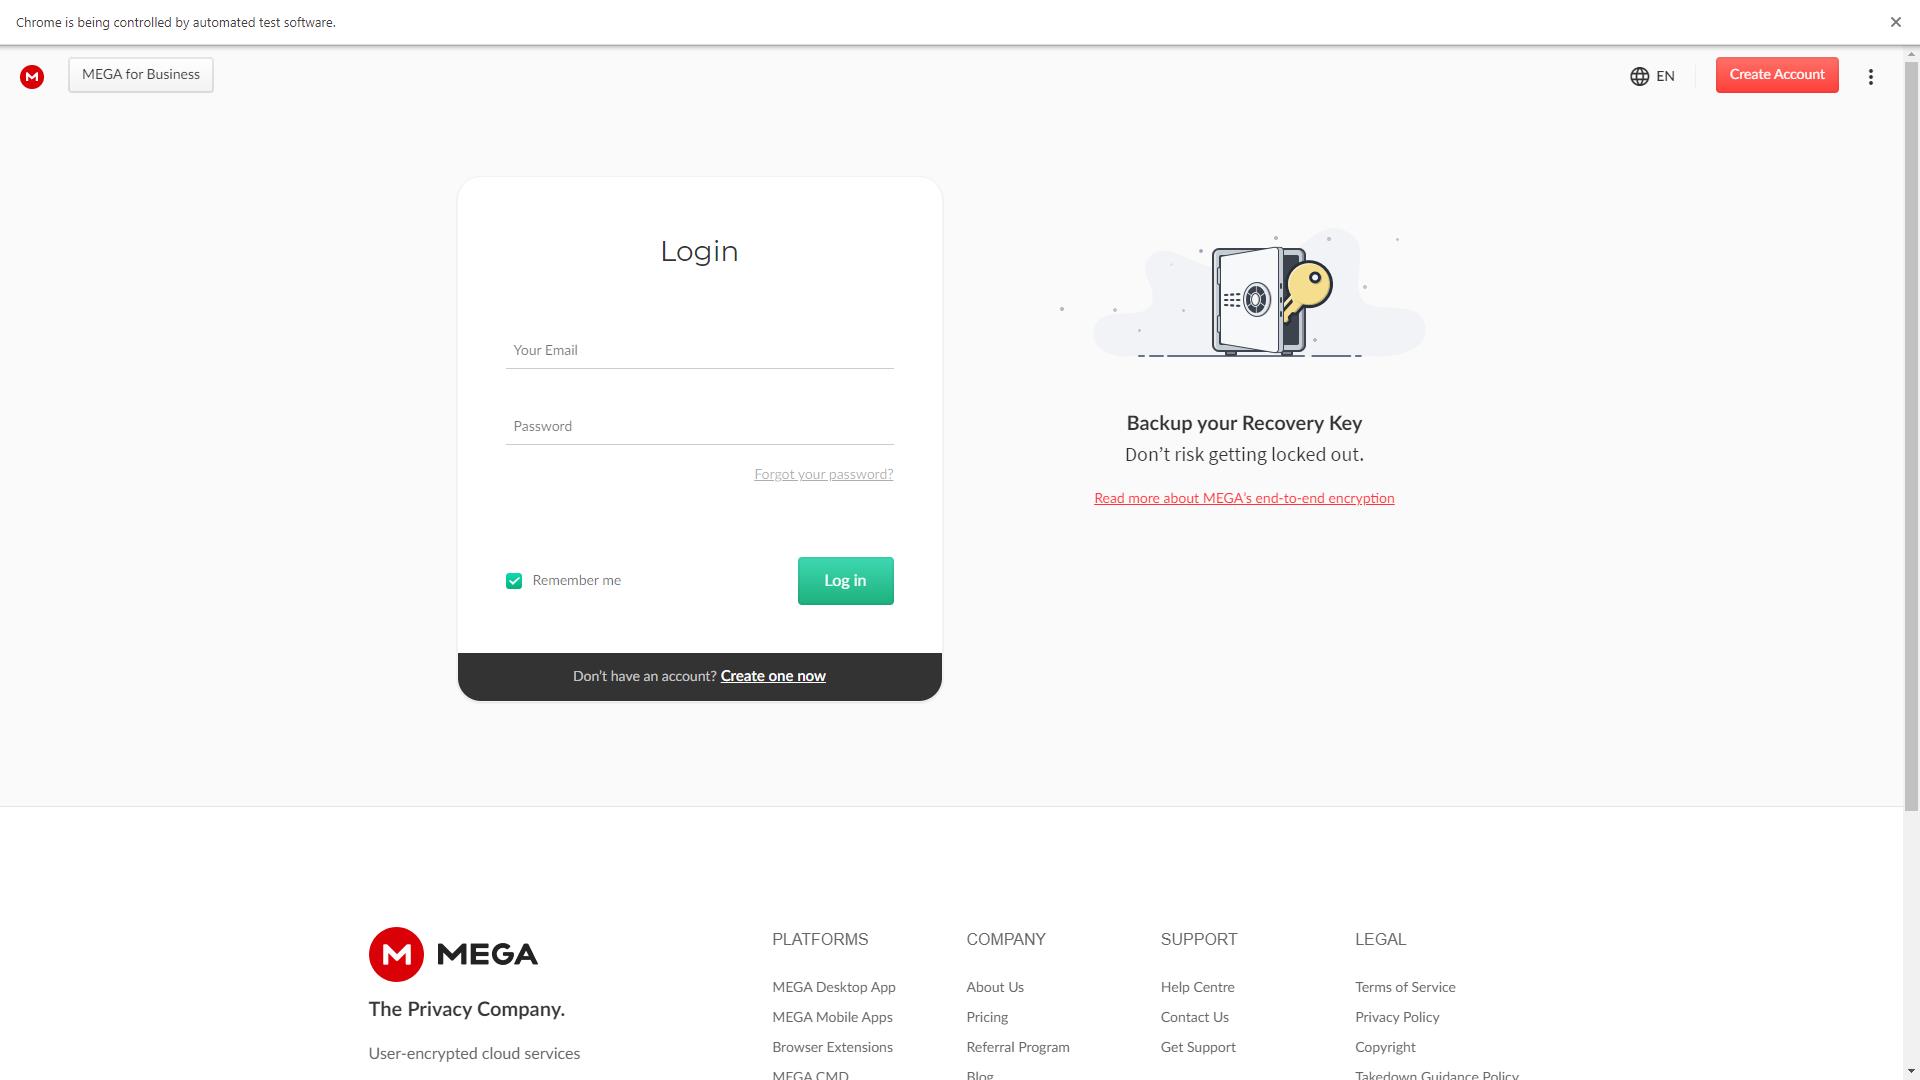 Chrome is being controlled by automated test software.
MEGA for Business
EN
Create Account
Login
Your Email
Password
Forgot your password?
Remember me
Log in
Don't have an account? Create one now
Backup your Recovery Key
Don't risk getting locked out.
Read more about MEGA's end-to-end encryption
MEGA
The Privacy Company.
User-encrypted cloud services
PLATFORMS
MEGA Desktop App
MEGA Mobile Apps
Browser Extensions
MEGA CMD
COMPANY
About Us
Pricing
Referral Program
Blog
SUPPORT
Help Centre
Contact Us
Get Support
LEGAL
Terms of Service
Privacy Policy
Copyright
Takedown Guidance Policy